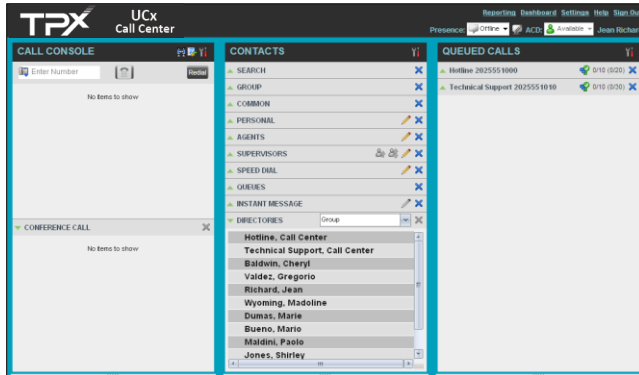 TPX
UCx
Call Center
Reporting Dashboard Settings Help Sign Ou
Presence: Offline ACD: Available Jean Richar
CALL CONSOLE
Enter Number
Redial
No items to show
CONFERENCE CALL
No items to show
CONTACTS
SEARCH
GROUP
COMMON
PERSONAL
AGENTS
SUPERVISORS
SPEED DIAL
QUEUES
INSTANT MESSAGE
DIRECTORIES Group
Hotline, Call Center
Technical Support, Call Center
Baldwin, Cheryl
Valdez, Gregorio
Richard, Jean
Wyoming, Madoline
Dumas, Marie
Bueno, Mario
Maldini, Paolo
Jones, Shirley
QUEUED CALLS
Hotline 2025551000 0/10 (0/20)
Technical Support 2025551010 0/10 (0/30)